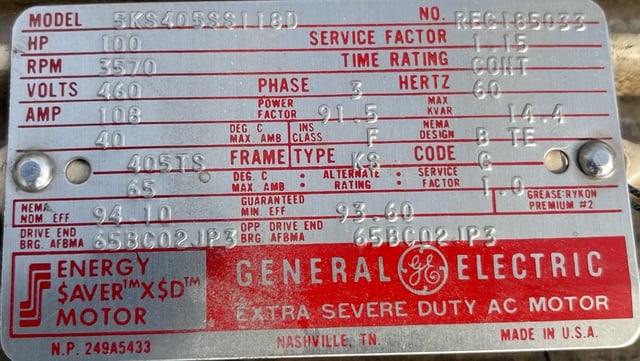 MODEL 5KS405SS118D NO. REG185033
HP 100 SERVICE FACTOR 1.15
RPM 3570 TIME RATING CONT
VOLTS 460 PHASE 3 HERTZ 60
AMP 108 POWER FACTOR 91.5 MAX KVAR 14.4
40 DEG C MAX. AMB INS CLASS F NEMA DESIGN B TE
405TS FRAME TYPE KS CODE G
65 DEG. C MAX. AMB : ALTERNATE RATING : SERVICE FACTOR 1.0 GREASE:RYKON PREMIUM #2
NEMA NOM. EFF 94.10 GUARANTEED MIN. EFF 93.60
DRIVE END BRG. AFBMA 65BC02JP3 OPP DRIVE END BRG. AFBMA 65BC02JP3
ENERGY $AVER™X$D™ MOTOR
GENERAL GE ELECTRIC
EXTRA SEVERE DUTY AC MOTOR
N.P. 249A5433 NASHVILLE, TN. MADE IN U.S.A.